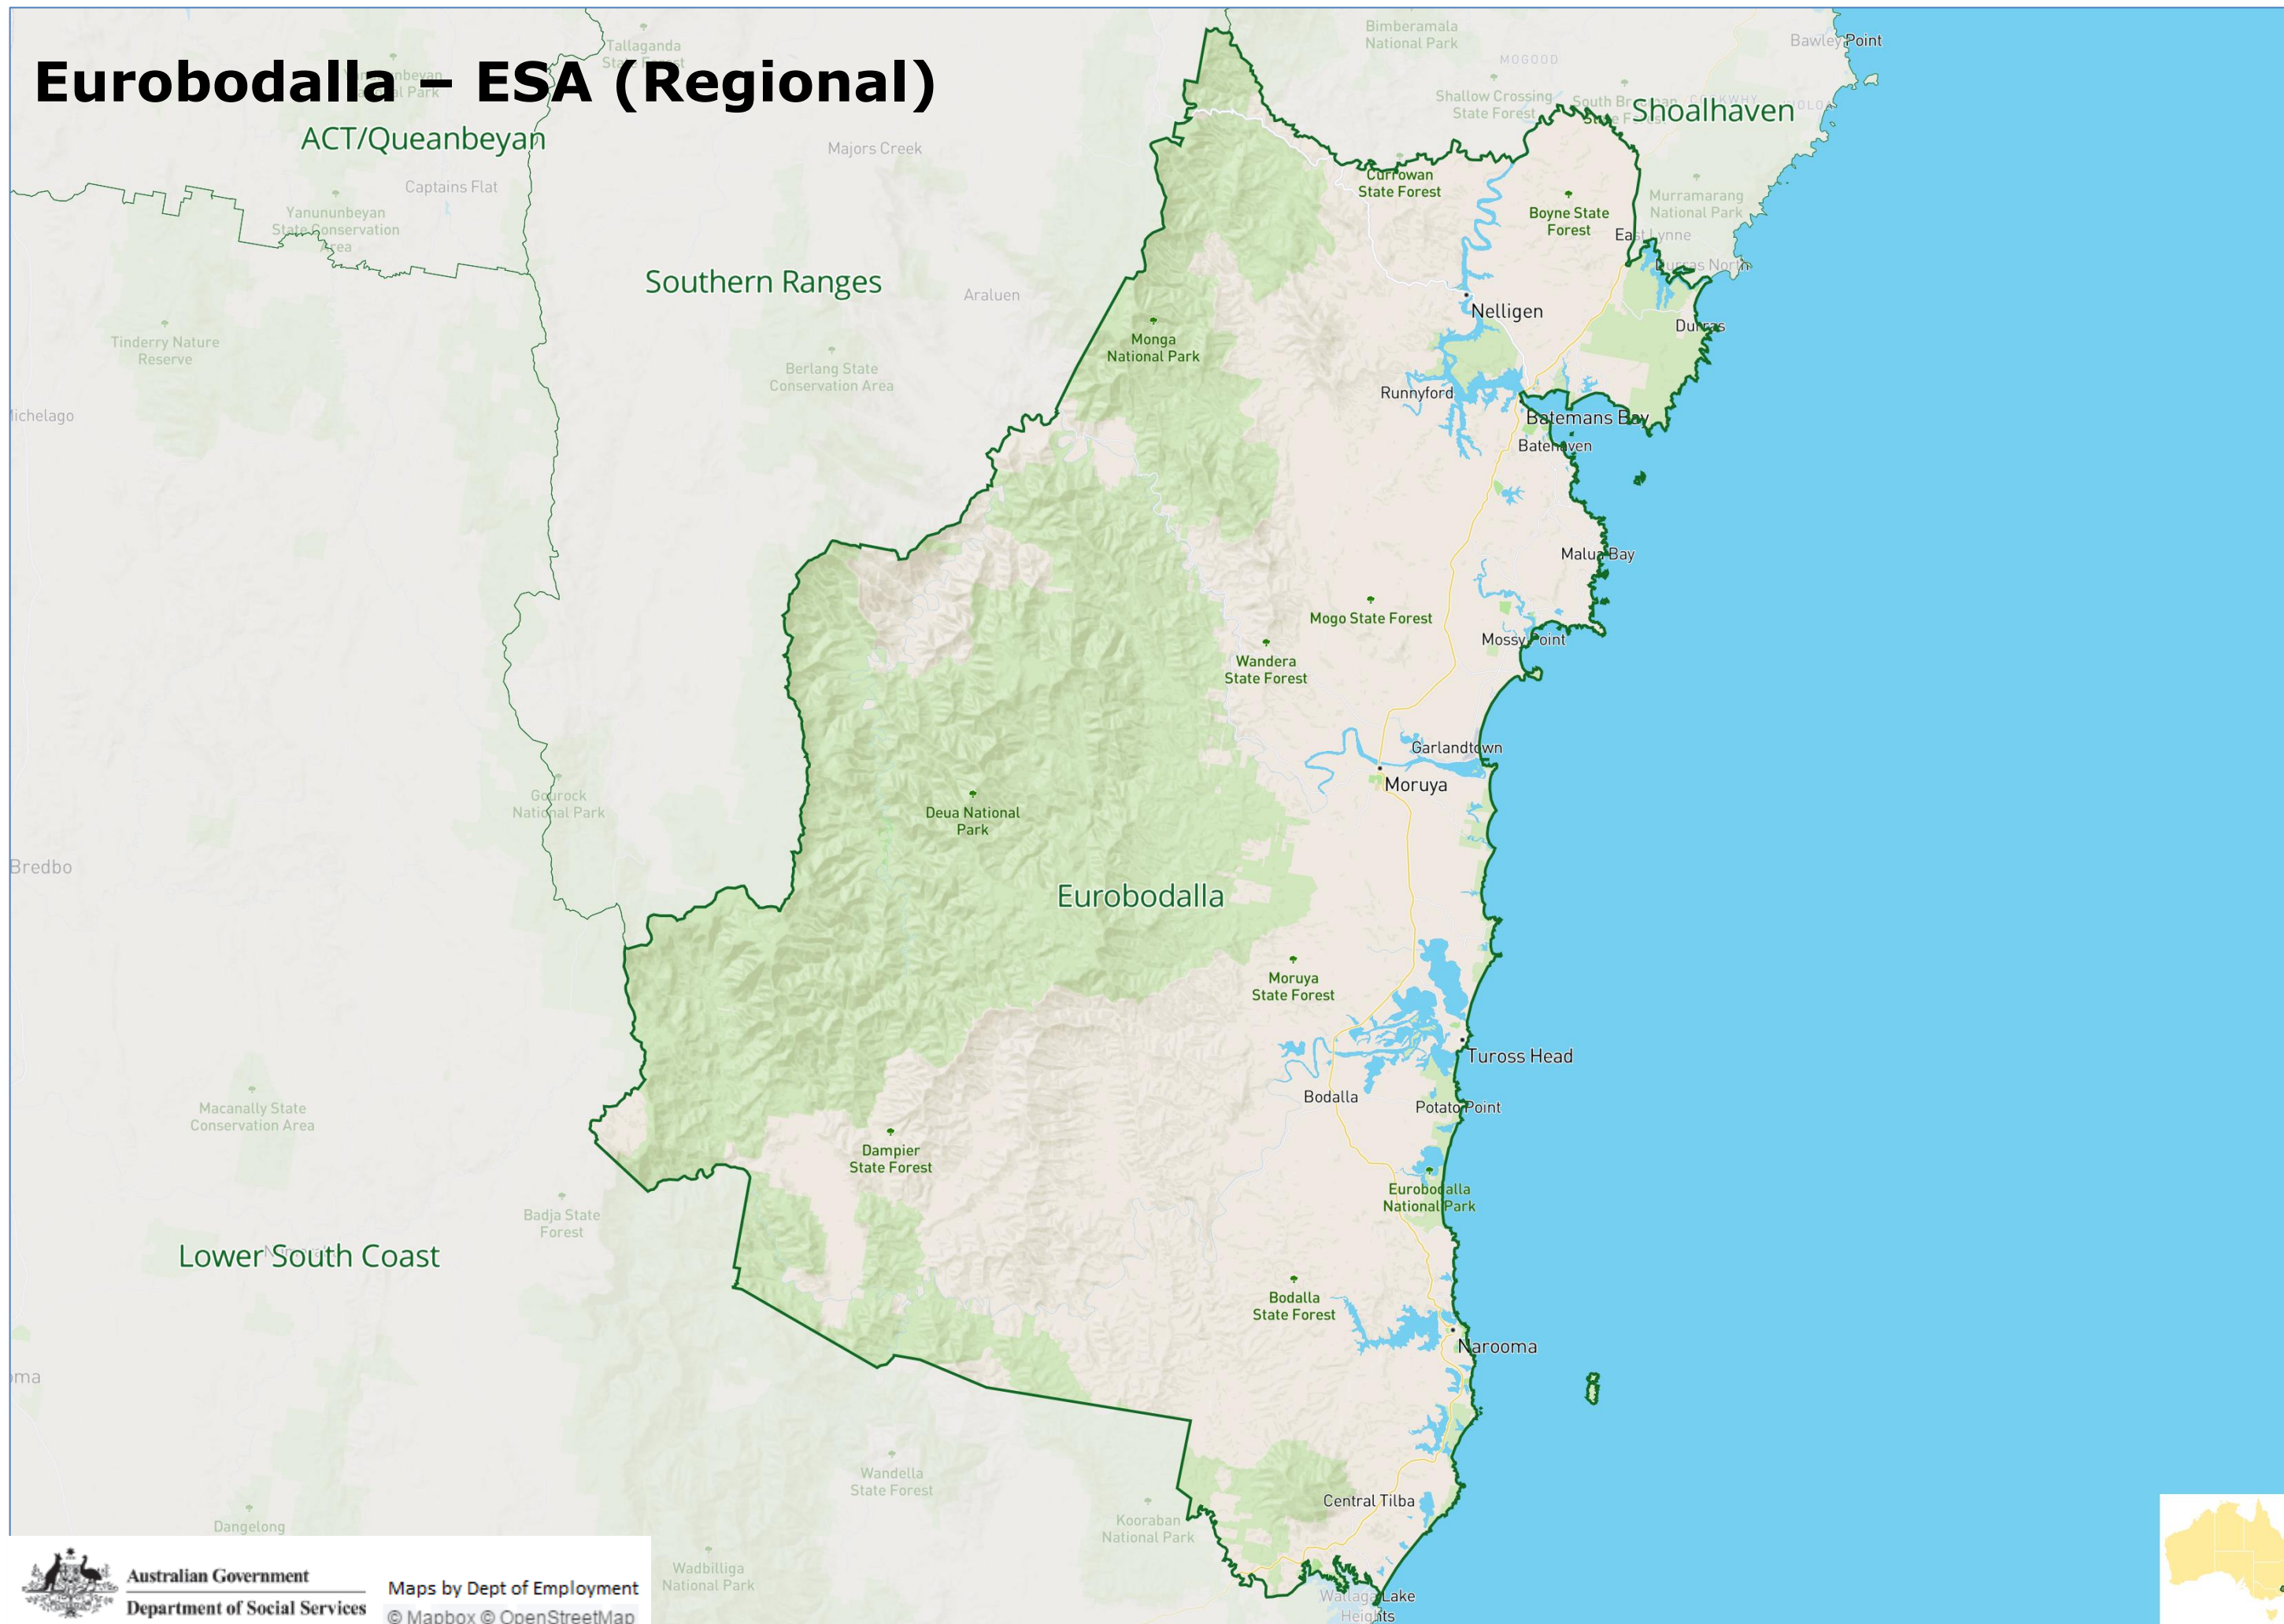 Eurobodalla – ESA (Regional)
Tallaganda
State Forest
Bimberamala
National Park
MOGOOD
Bawley Point
National Park
ACT/Queanbeyan
Majors Creek
Shallow Crossing
State Forest
Shoalhaven
Captains Flat
Yanununbeyan
State Conservation
Area
Currowan
State Forest
Boyne State
Forest
Murramarang
National Park
East Lynne
Durras North
Southern Ranges
Araluen
Nelligen
Durras
Tinderry Nature
Reserve
Monga
National Park
Berlang State
Conservation Area
Runnyford
Batemans Bay
Batehaven
Malua Bay
Mogo State Forest
Mossy Point
Wandera
State Forest
Garlandtown
Moruya
Gourock
National Park
Deua National
Park
Bredbo
Eurobodalla
Moruya
State Forest
Tuross Head
Bodalla
Potato Point
Macanally State
Conservation Area
Dampier
State Forest
Eurobodalla
National Park
Badja State
Forest
Lower South Coast
Bodalla
State Forest
Narooma
Wandella
State Forest
Central Tilba
Kooraban
National Park
Dangelong
Wadbilliga
National Park
Wallaga Lake
Heights
Australian Government
Department of Social Services
Maps by Dept of Employment
© Mapbox © OpenStreetMap